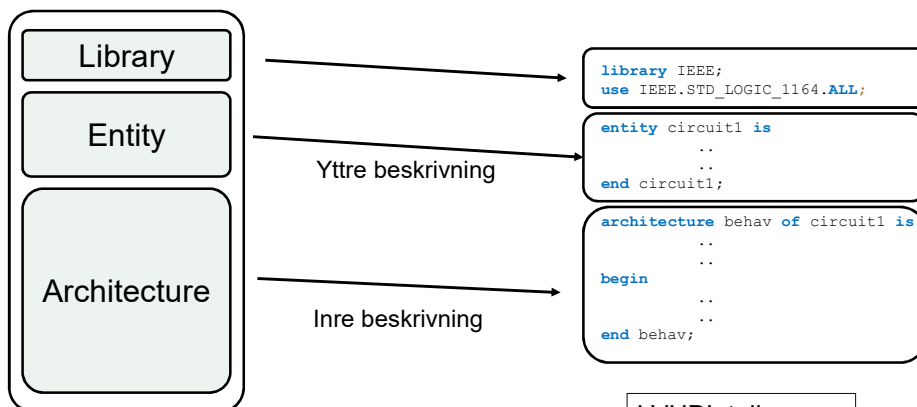 Library
Entity
Architecture
Yttre beskrivning
Inre beskrivning
library IEEE;
use IEEE.STD_LOGIC_1164.ALL;
entity circuit1 is
..
..
end circuit1;
architecture behav of circuit1 is
..
..
begin
..
..
end behav;